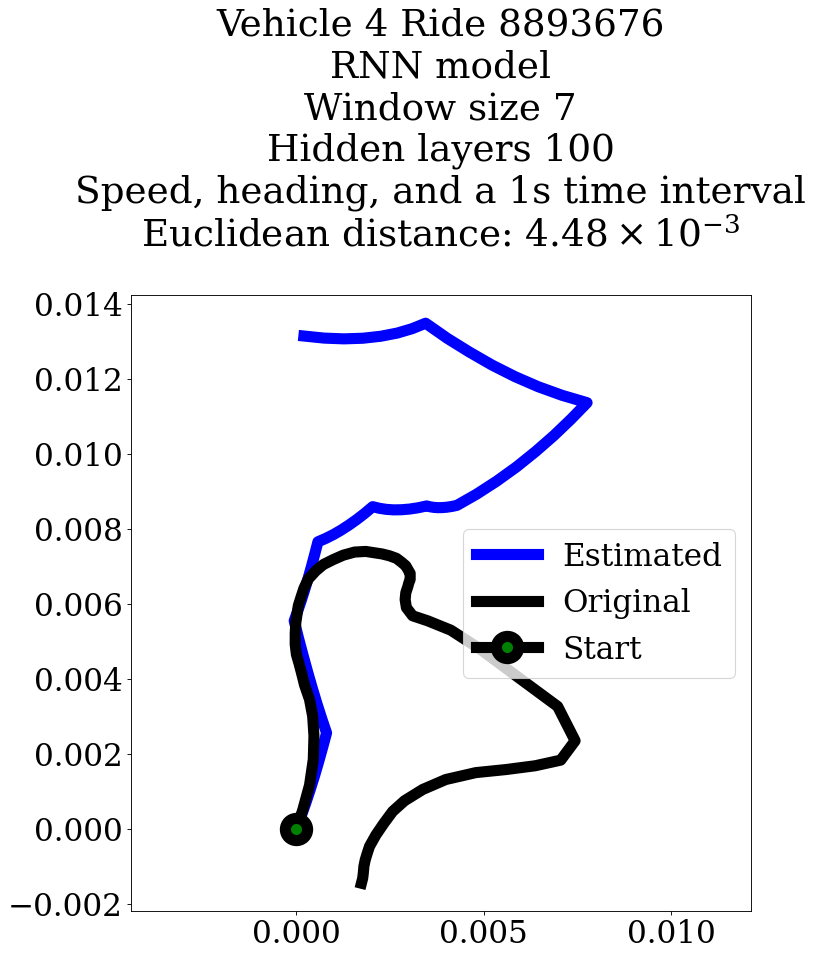 Vehicle 4 Ride 8893676
RNN model
Window size 7
Hidden layers 100
Speed, heading, and a 1s time interval
Euclidean distance: 4.48 × 10⁻³
0.014
0.012
0.010
0.008
0.006
0.004
0.002
0.000
−0.002
Estimated
Original
Start
0.000 0.005 0.010